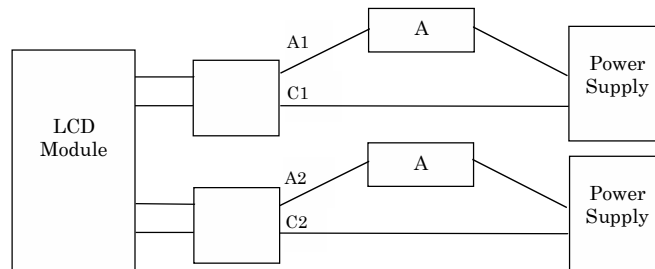 A1
A
Power
Supply
C1
LCD
Module
A2
A
Power
Supply
C2